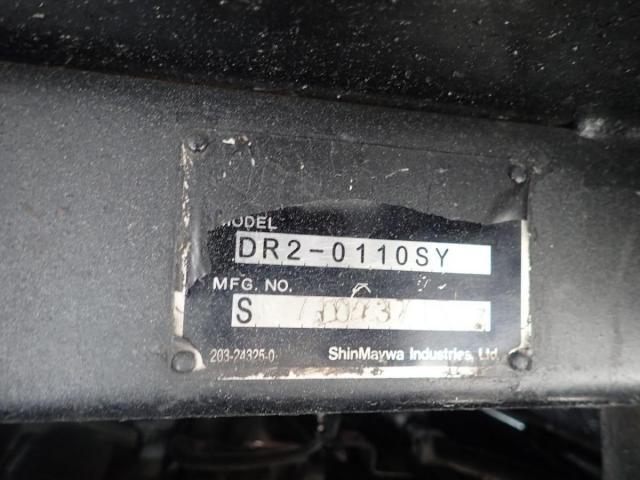 MODEL
DR2-0110SY
MFG. NO.
S
203-24325-0 ShinMaywa Industries, Ltd.